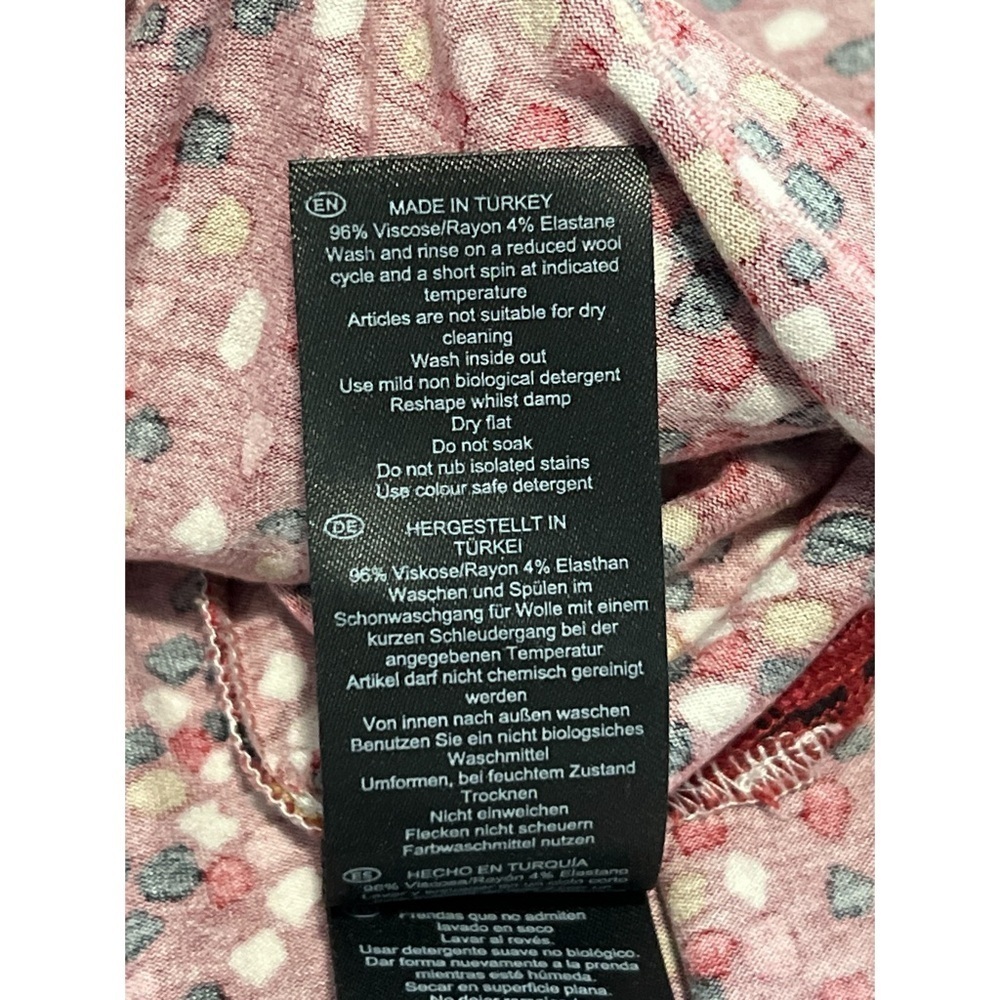 EN MADE IN TURKEY
96% Viscose/Rayon 4% Elastane
Wash and rinse on a reduced wool
cycle and a short spin at indicated
temperature
Articles are not suitable for dry
cleaning
Wash inside out
Use mild non biological detergent
Reshape whilst damp
Dry flat
Do not soak
Do not rub isolated stains
Use colour safe detergent
DE HERGESTELLT IN
TÜRKEI
96% Viskose/Rayon 4% Elasthan
Waschen und Spülen im
Schonwaschgang für Wolle mit einem
kurzen Schleudergang bei der
angegebenen Temperatur
Artikel darf nicht chemisch gereinigt
werden
Von innen nach außen waschen
Benutzen Sie ein nicht biologsiches
Waschmittel
Umformen, bei feuchtem Zustand
Trocknen
Nicht einweichen
Flecken nicht scheuern
Farbwaschmittel nutzen
ES HECHO EN TURQUÍA
96% Viscosa/Rayón 4% Elastano
Prendas que no admiten
lavado en seco
Lavar al revés.
Usar detergente suave no biológico.
Dar forma nuevamente a la prenda
mientras esté húmeda.
Secar en superficie plana.